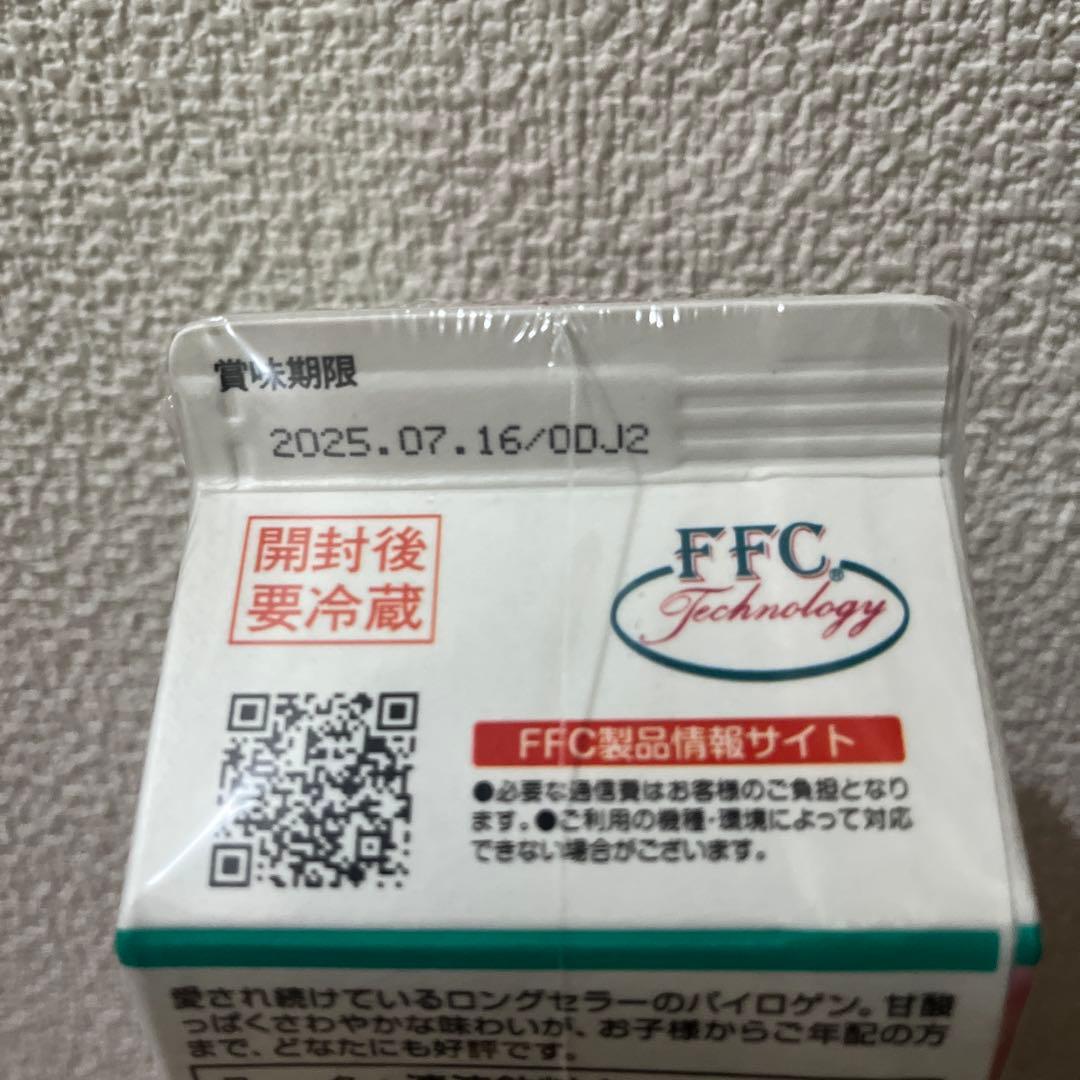 賞味期限
2025.07.16/ODJ2
開封後
要冷蔵
FFC®
Technology
FFC製品情報サイト
●必要な通信費はお客様のご負担となり
ます。●ご利用の機種・環境によって対応
できない場合がございます。
愛され続けているロングセラーのパイロゲン。甘酸
っぱくさわやかな味わいが、お子様からご年配の方
まで、どなたにも好評です。